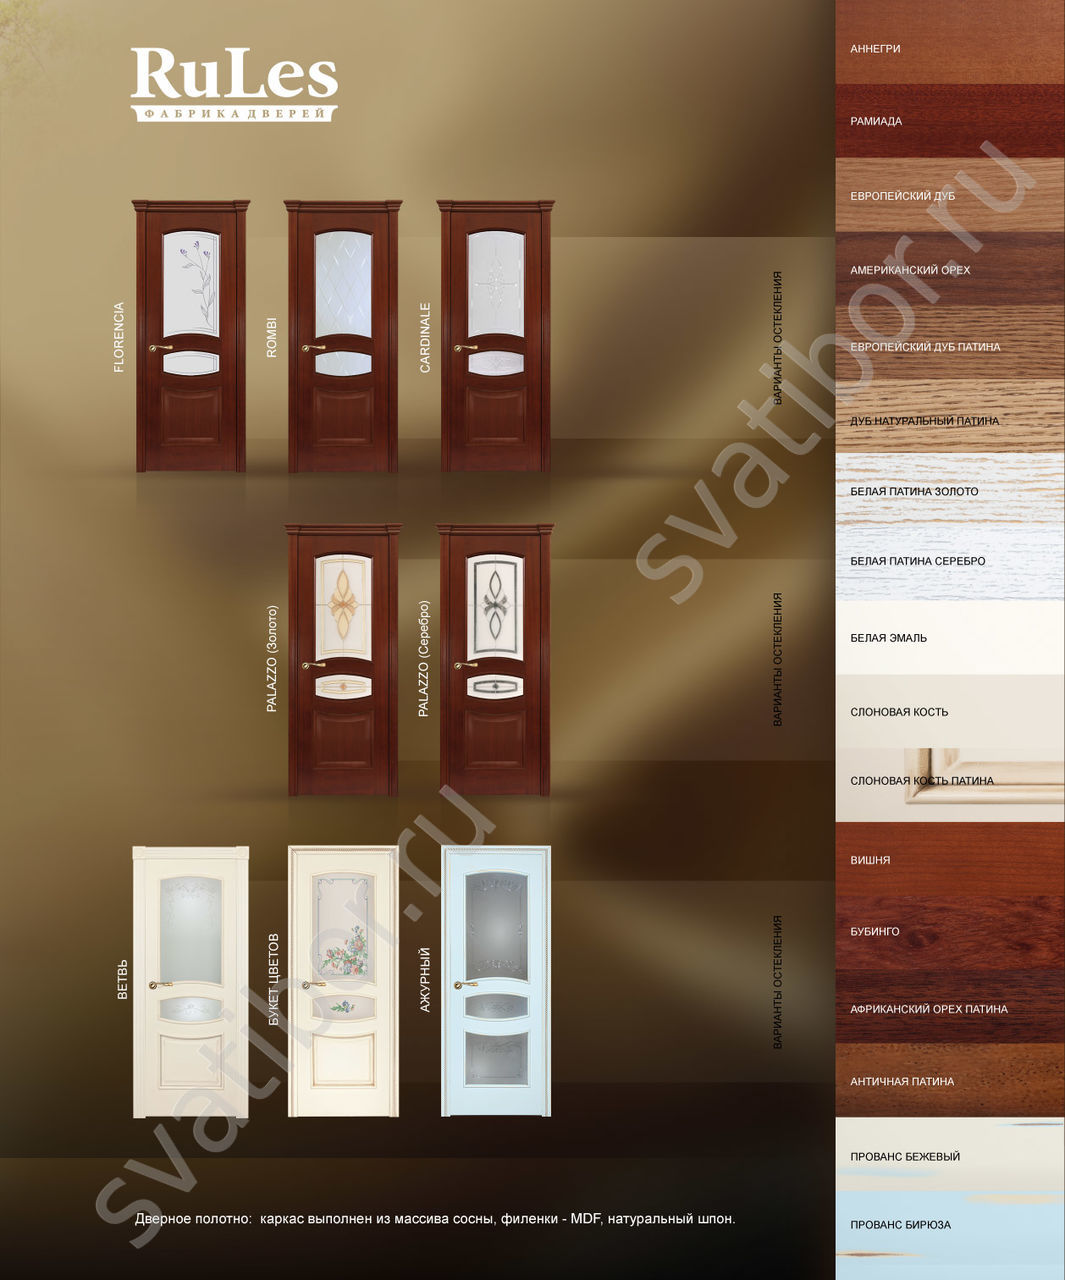 RuLes
ФАБРИКА ДВЕРЕЙ
FLORENCIA
ROMBI
CARDINALE
ВАРИАНТЫ ОСТЕКЛЕНИЯ
PALAZZO (Золото)
PALAZZO (Серебро)
ВАРИАНТЫ ОСТЕКЛЕНИЯ
ВЕТВЬ
БУКЕТ ЦВЕТОВ
АЖУРНЫЙ
ВАРИАНТЫ ОСТЕКЛЕНИЯ
Дверное полотно: каркас выполнен из массива сосны, филенки - MDF, натуральный шпон.
АННЕГРИ
РАМИАДА
ЕВРОПЕЙСКИЙ ДУБ
АМЕРИКАНСКИЙ ОРЕХ
ЕВРОПЕЙСКИЙ ДУБ ПАТИНА
ДУБ НАТУРАЛЬНЫЙ ПАТИНА
БЕЛАЯ ПАТИНА ЗОЛОТО
БЕЛАЯ ПАТИНА СЕРЕБРО
БЕЛАЯ ЭМАЛЬ
СЛОНОВАЯ КОСТЬ
СЛОНОВАЯ КОСТЬ ПАТИНА
ВИШНЯ
БУБИНГО
АФРИКАНСКИЙ ОРЕХ ПАТИНА
АНТИЧНАЯ ПАТИНА
ПРОВАНС БЕЖЕВЫЙ
ПРОВАНС БИРЮЗА
svatibor.ru
svatibor.ru